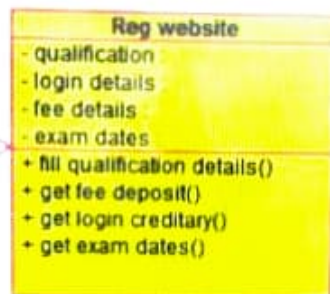 Reg website
- qualification
- login details
- fee details
- exam dates
+ fill qualification details()
+ get fee deposit()
+ get login creditary()
+ get exam dates()